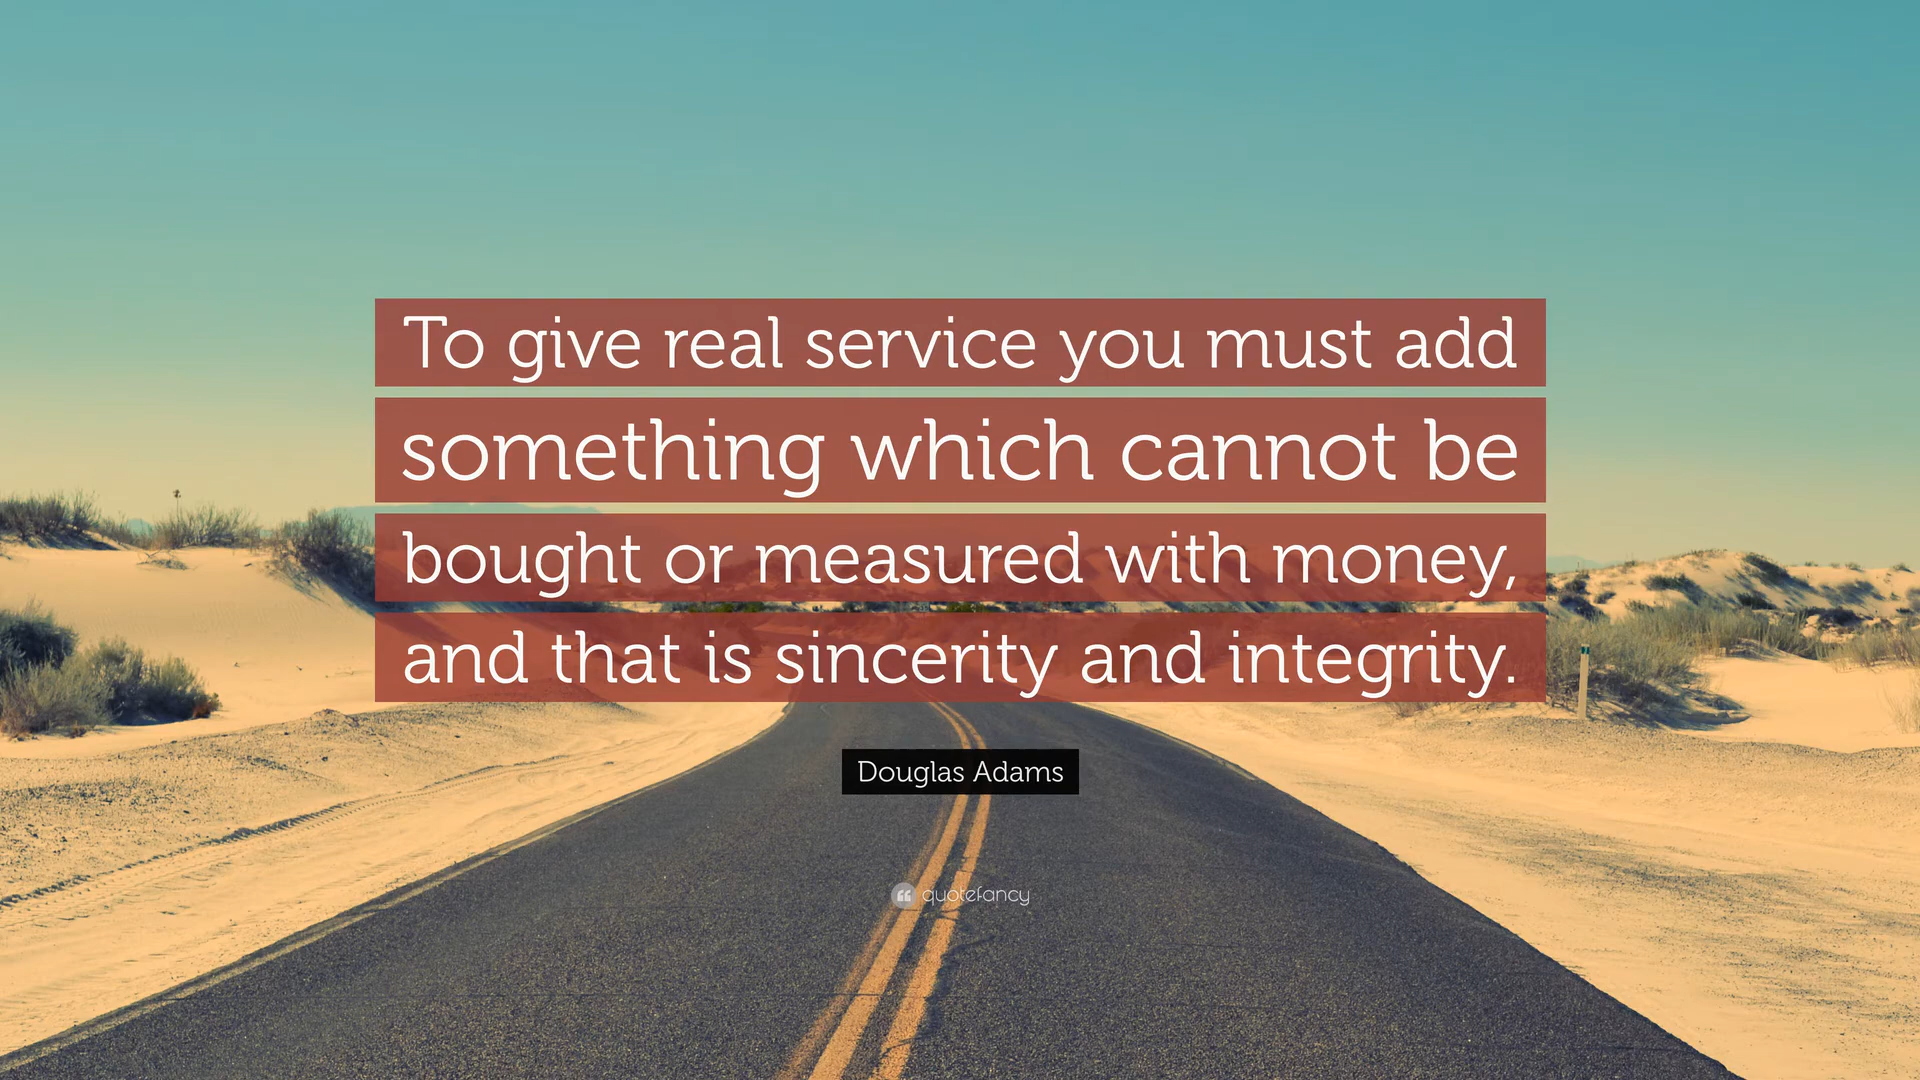 To give real service you must add
something which cannot be
bought or measured with money,
and that is sincerity and integrity.
Douglas Adams
quotefancy